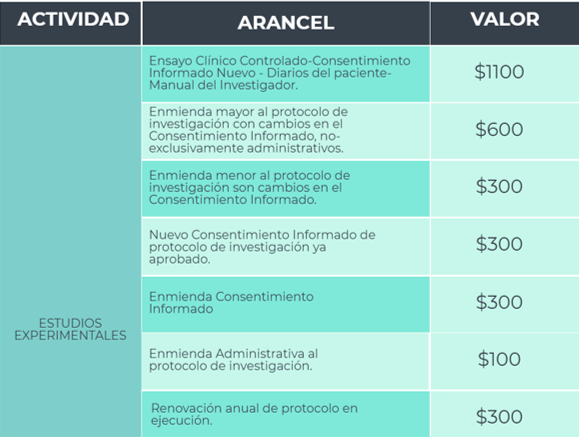 ACTIVIDAD
ARANCEL
VALOR
ESTUDIOS
EXPERIMENTALES
Ensayo Clínico Controlado-Consentimiento
Informado Nuevo - Diarios del paciente-
Manual del Investigador.
$1100
Enmienda mayor al protocolo de
investigación con cambios en el
Consentimiento Informado, no-
exclusivamente administrativos.
$600
Enmienda menor al protocolo de
investigación son cambios en el
Consentimiento Informado.
$300
Nuevo Consentimiento Informado de
protocolo de investigación ya
aprobado.
$300
Enmienda Consentimiento
Informado
$300
Enmienda Administrativa al
protocolo de investigación.
$100
Renovación anual de protocolo en
ejecución.
$300